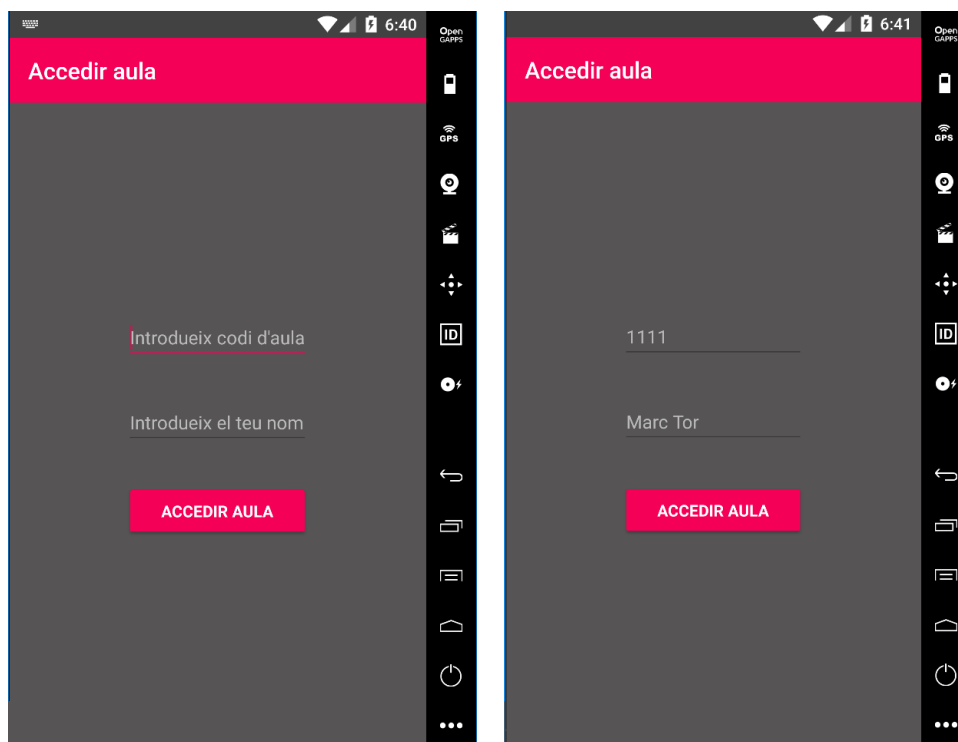 6:40
Open
GAPPS
Accedir aula
GPS
Introdueix codi d'aula
ID
Introdueix el teu nom
ACCEDIR AULA
6:41
Open
GAPPS
Accedir aula
GPS
1111
ID
Marc Tor
ACCEDIR AULA